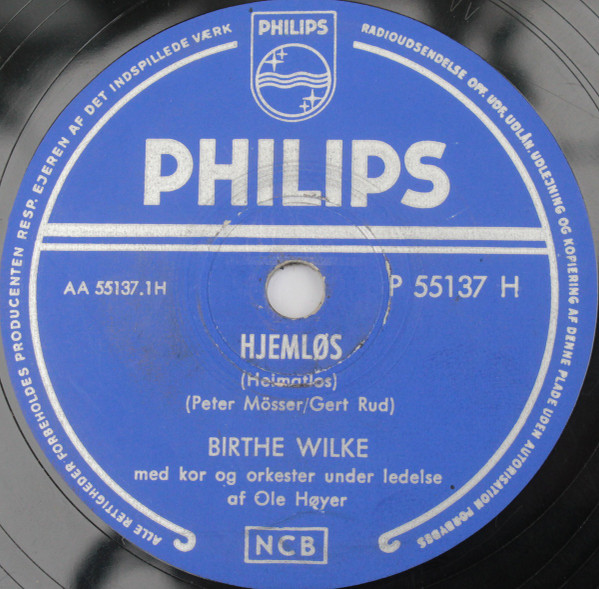 PHILIPS
PHILIPS
AA 55137.1H
P 55137 H
HJEMLØS
(Heimatlos)
(Peter Mösser/Gert Rud)
BIRTHE WILKE
med kor og orkester under ledelse
af Ole Høyer
NCB
ALLE RETTIGHEDER FORBEHOLDES PRODUCENTEN RESP. EJEREN AF DET INDSPILLEDE VÆRK
RADIOUDSENDELSE OFF. UDF. UDLÅN, UDLEJNING OG KOPIERING AF DENNE PLADE UDEN AUTORISATION FORBYDES